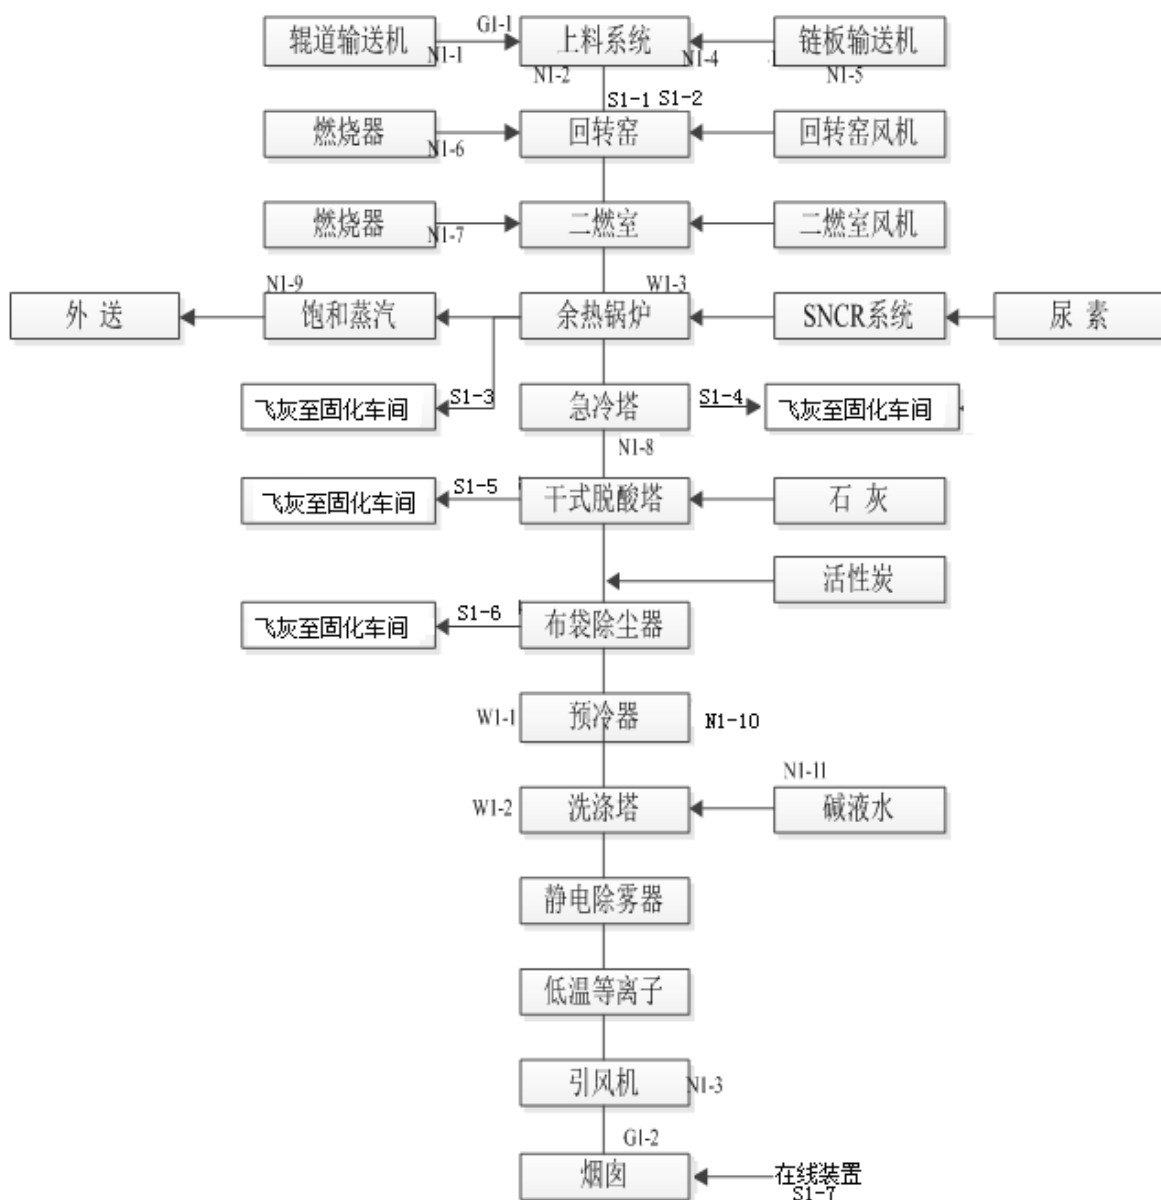 G1-1
辊道输送机 上料系统 链板输送机
N1-1 N1-2 N1-4 N1-5
S1-1 S1-2
燃烧器 回转窑 回转窑风机
N1-6
燃烧器 二燃室 二燃室风机
N1-7
N1-9 W1-3
外 送 饱和蒸汽 余热锅炉 SNCR系统 尿 素
S1-3 S1-4
飞灰至固化车间 急冷塔 飞灰至固化车间
N1-8
S1-5
飞灰至固化车间 干式脱酸塔 石 灰
活性炭
S1-6
飞灰至固化车间 布袋除尘器
W1-1 预冷器 N1-10
N1-11
W1-2 洗涤塔 碱液水
静电除雾器
低温等离子
引风机 N1-3
G1-2
烟囱 在线装置
S1-7